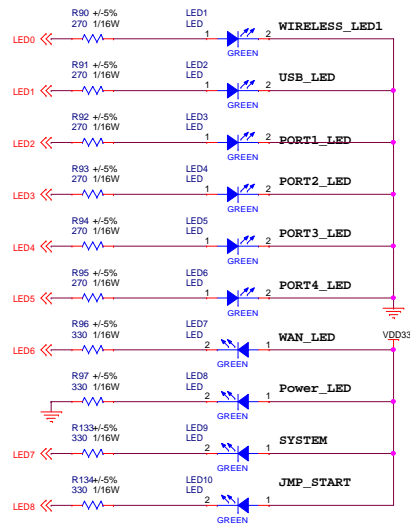 R90 +/-5% LED1 WIRELESS_LED1
270 1/16W LED
LED0 1 2
GREEN
R91 +/-5% LED2 USB_LED
270 1/16W LED
LED1 1 2
GREEN
R92 +/-5% LED3
270 1/16W LED PORT1_LED
LED2 1 2
GREEN
R93 +/-5% LED4 PORT2_LED
270 1/16W LED
LED3 1 2
GREEN
R94 +/-5% LED5 PORT3_LED
270 1/16W LED
LED4 1 2
GREEN
R95 +/-5% LED6 PORT4_LED
270 1/16W LED
LED5 1 2
GREEN
R96 +/-5% LED7 WAN_LED VDD33
330 1/16W LED
LED6 2 1
GREEN
R97 +/-5% LED8 Power_LED
330 1/16W LED
2 1
GREEN
R133+/-5% LED9 SYSTEM
330 1/16W LED
LED7 2 1
GREEN
R134+/-5% LED10 JMP_START
330 1/16W LED
LED8 2 1
GREEN